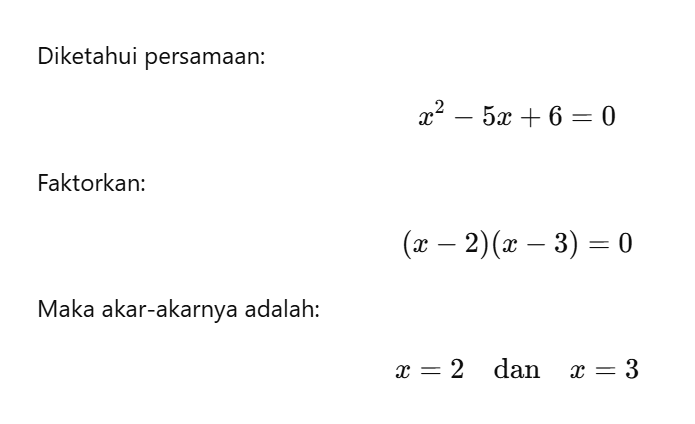 Diketahui persamaan:
x² − 5x + 6 = 0
Faktorkan:
(x − 2)(x − 3) = 0
Maka akar-akarnya adalah:
x = 2 dan x = 3